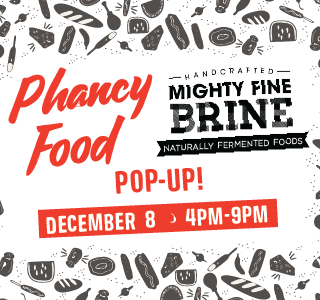 Phancy
Food
HANDCRAFTED
MIGHTY FINE
BRINE
NATURALLY FERMENTED FOODS
POP-UP!
DECEMBER 8 4PM-9PM